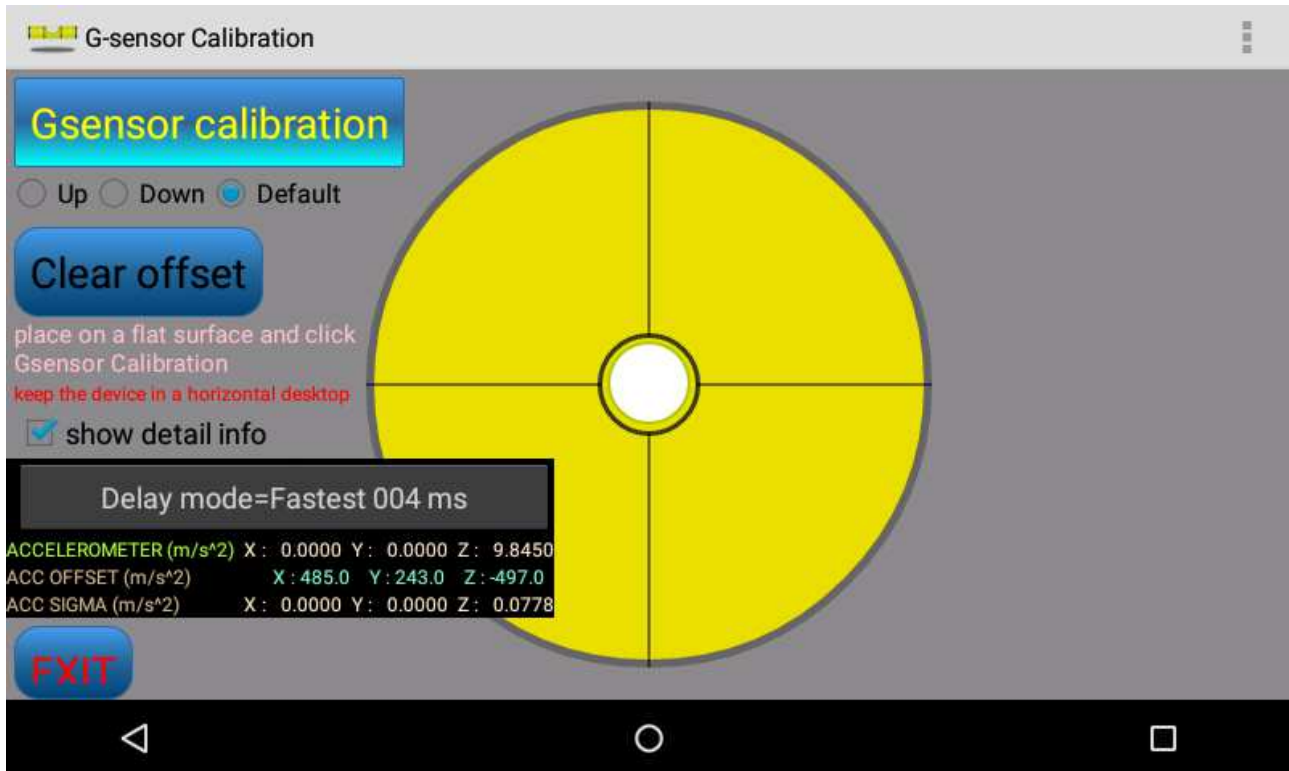 G-sensor Calibration
Gsensor calibration
Up Down Default
Clear offset
place on a flat surface and click
Gsensor Calibration
keep the device in a horizontal desktop
show detail info
Delay mode=Fastest 004 ms
ACCELEROMETER (m/s^2) X : 0.0000 Y : 0.0000 Z : 9.8450
ACC OFFSET (m/s^2) X : 485.0 Y : 243.0 Z : -497.0
ACC SIGMA (m/s^2) X : 0.0000 Y : 0.0000 Z : 0.0778
EXIT